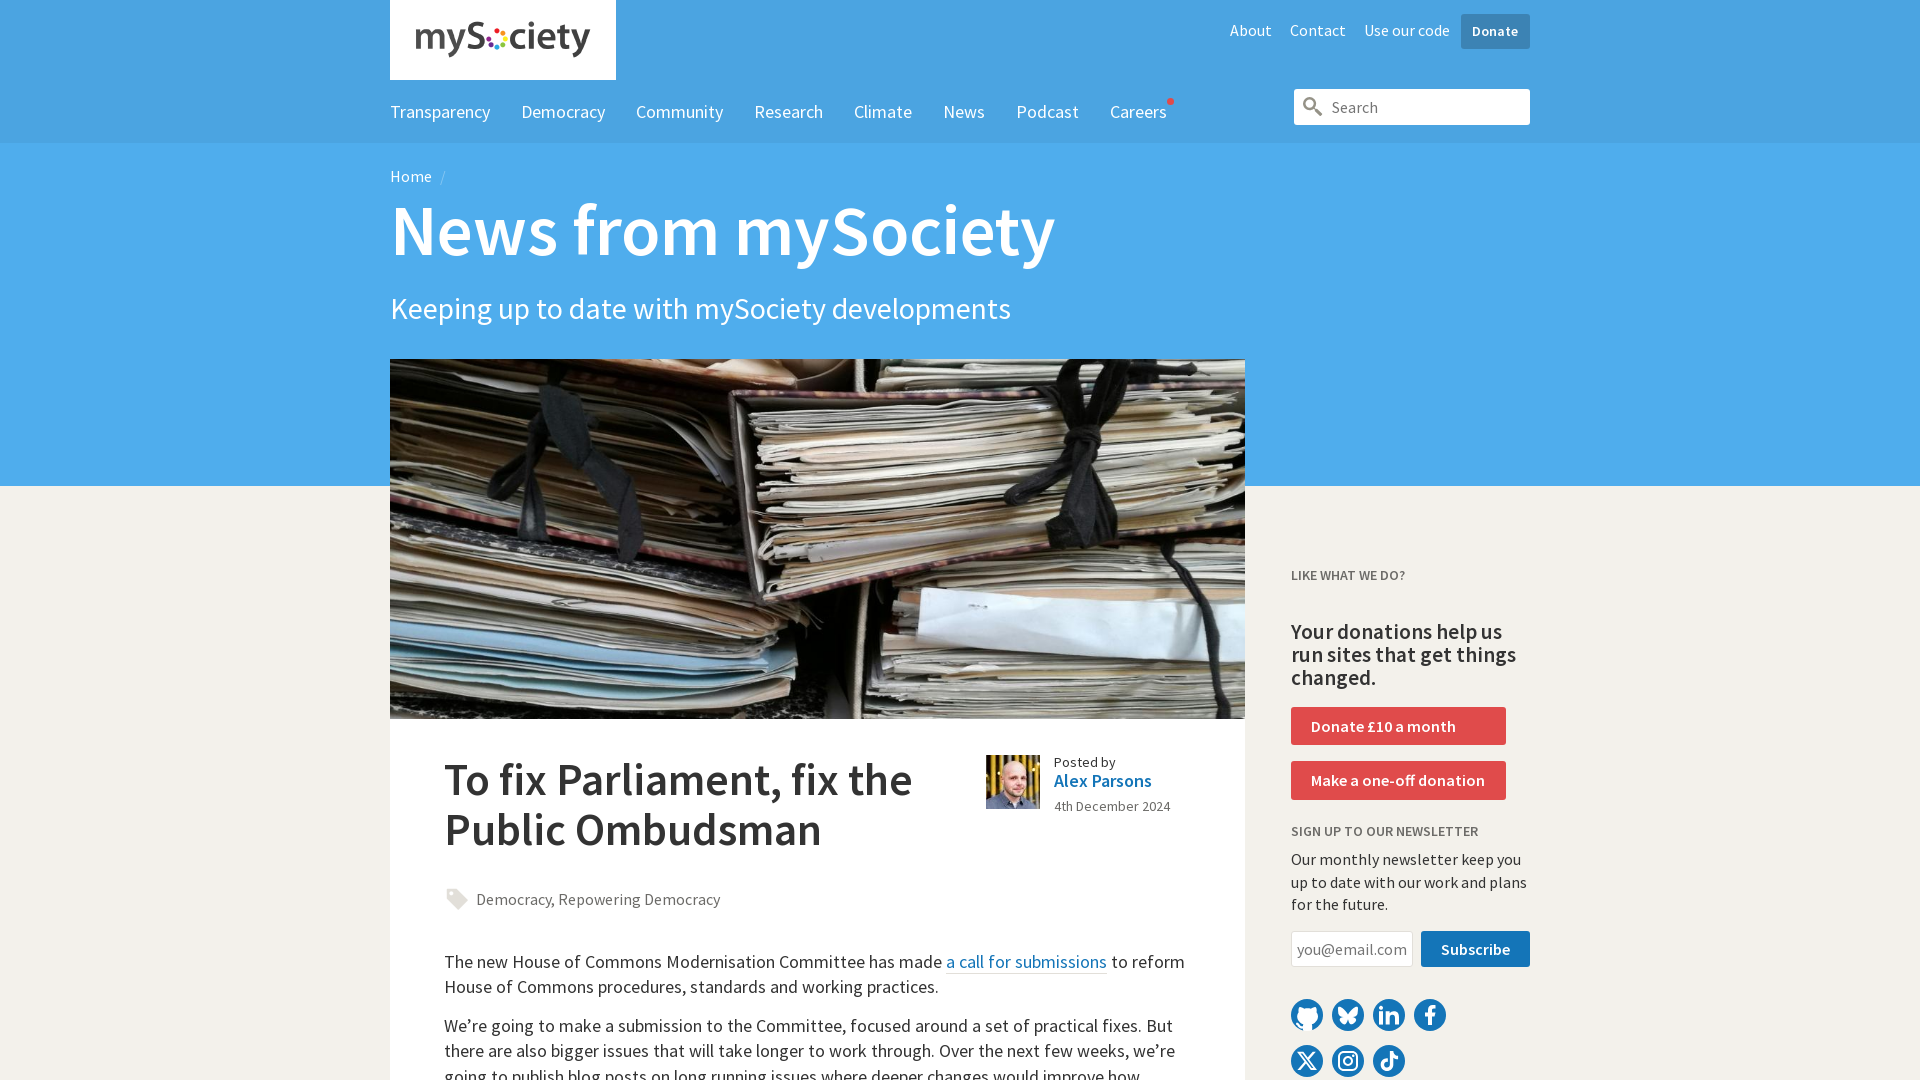 mySociety
About Contact Use our code Donate
Transparency Democracy Community Research Climate News Podcast Careers
Search
Home /
News from mySociety
Keeping up to date with mySociety developments
To fix Parliament, fix the
Public Ombudsman
Posted by
Alex Parsons
4th December 2024
Democracy, Repowering Democracy
The new House of Commons Modernisation Committee has made a call for submissions to reform
House of Commons procedures, standards and working practices.
We’re going to make a submission to the Committee, focused around a set of practical fixes. But
there are also bigger issues that will take longer to work through. Over the next few weeks, we’re
going to publish blog posts on long running issues where deeper changes would improve how
LIKE WHAT WE DO?
Your donations help us
run sites that get things
changed.
Donate £10 a month
Make a one-off donation
SIGN UP TO OUR NEWSLETTER
Our monthly newsletter keep you
up to date with our work and plans
for the future.
you@email.com Subscribe